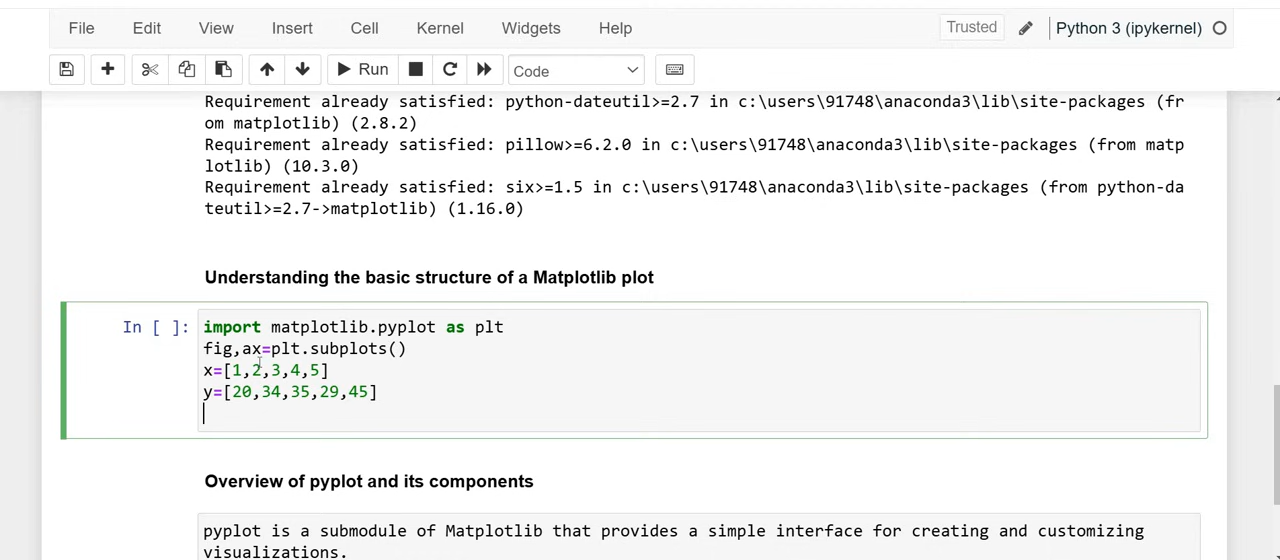 File Edit View Insert Cell Kernel Widgets Help Trusted Python 3 (ipykernel)
Run Code
Requirement already satisfied: python-dateutil>=2.7 in c:\users\91748\anaconda3\lib\site-packages (fr
om matplotlib) (2.8.2)
Requirement already satisfied: pillow>=6.2.0 in c:\users\91748\anaconda3\lib\site-packages (from matp
lotlib) (10.3.0)
Requirement already satisfied: six>=1.5 in c:\users\91748\anaconda3\lib\site-packages (from python-da
teutil>=2.7->matplotlib) (1.16.0)
Understanding the basic structure of a Matplotlib plot
In [ ]: import matplotlib.pyplot as plt
fig,ax=plt.subplots()
x=[1,2,3,4,5]
y=[20,34,35,29,45]
Overview of pyplot and its components
pyplot is a submodule of Matplotlib that provides a simple interface for creating and customizing
visualizations.